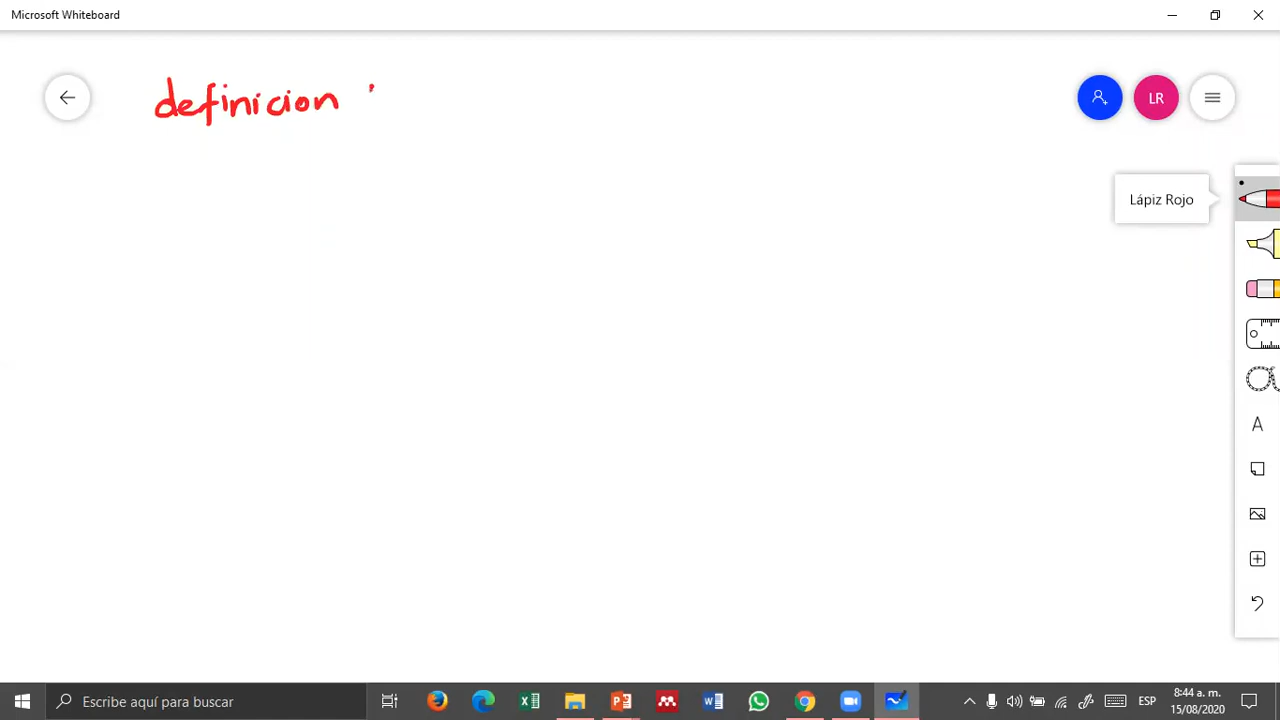 Microsoft Whiteboard
definicion
LR
Lápiz Rojo
A
Escribe aquí para buscar
ESP
8:44 a. m.
15/08/2020